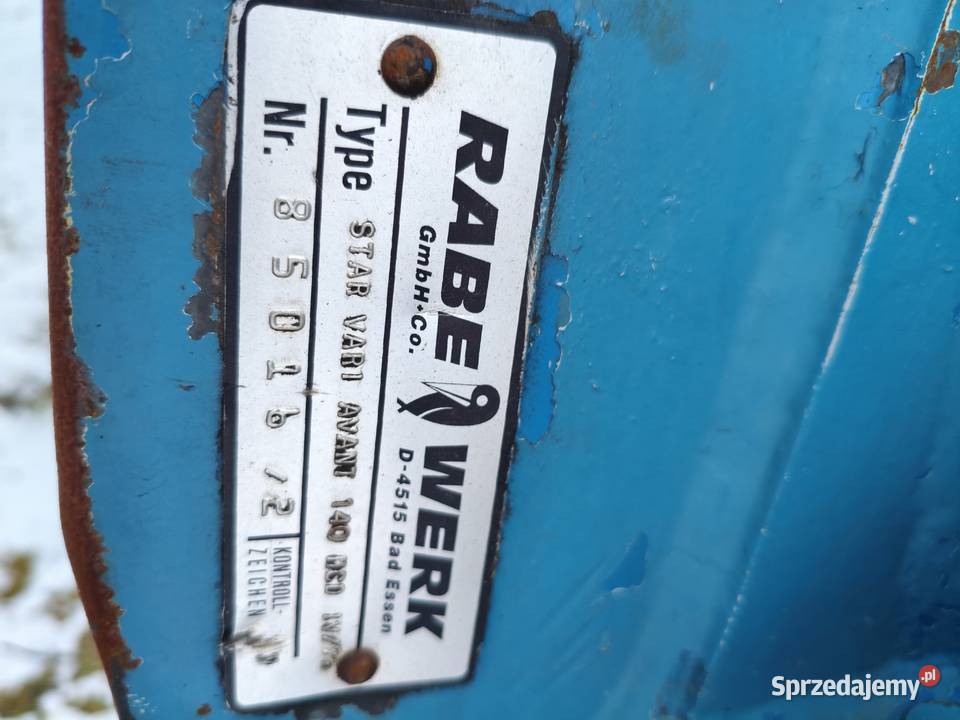 RABE WERK
GmbH+Co. D-4515 Bad Essen
Type STAR VARI AVANT 140 DSD
Nr. 85016/2 KONTROLL-
ZEICHEN
Sprzedajemy.pl